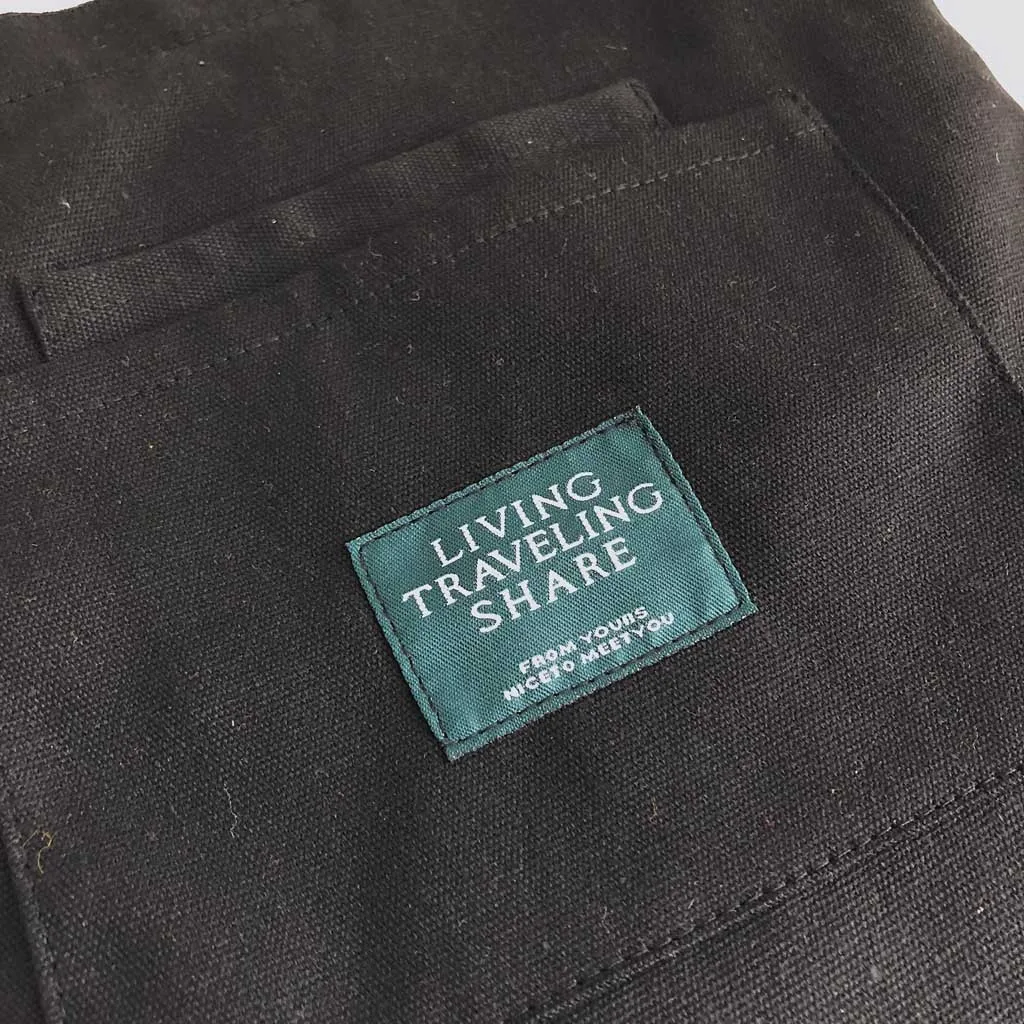 LIVING
TRAVELING
SHARE
FROM YOURS
NICETO MEETYOU